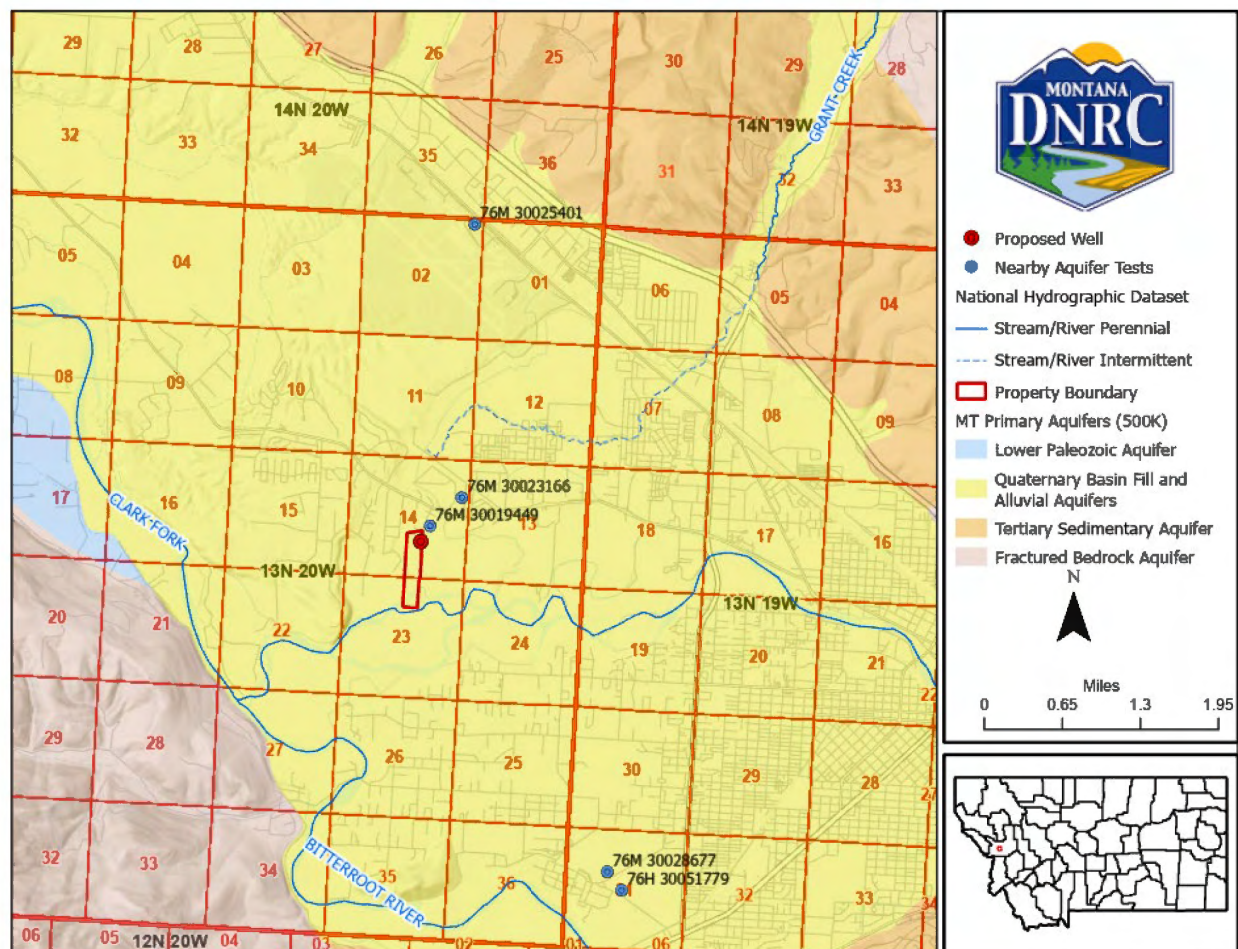 29
28
27
26
25
30
29
28
14N 20W
14N 19W
GRANT CREEK
32
33
34
35
36
31
32
33
76M 30025401
05
04
03
02
01
06
05
04
08
09
10
11
12
07
08
09
76M 30023166
76M 30019449
17
16
15
14
13
18
17
16
CLARK FORK
13N 20W
13N 19W
20
21
22
23
24
19
20
21
22
29
28
27
26
25
30
29
28
27
76M 30028677
76H 30051779
32
33
34
35
36
32
33
34
BITTERROOT RIVER
06
05
12N 20W
04
03
02
01
06
MONTANA
DNRC
Proposed Well
Nearby Aquifer Tests
National Hydrographic Dataset
Stream/River Perennial
Stream/River Intermittent
Property Boundary
MT Primary Aquifers (500K)
Lower Paleozoic Aquifer
Quaternary Basin Fill and
Alluvial Aquifers
Tertiary Sedimentary Aquifer
Fractured Bedrock Aquifer
N
Miles
0 0.65 1.3 1.95